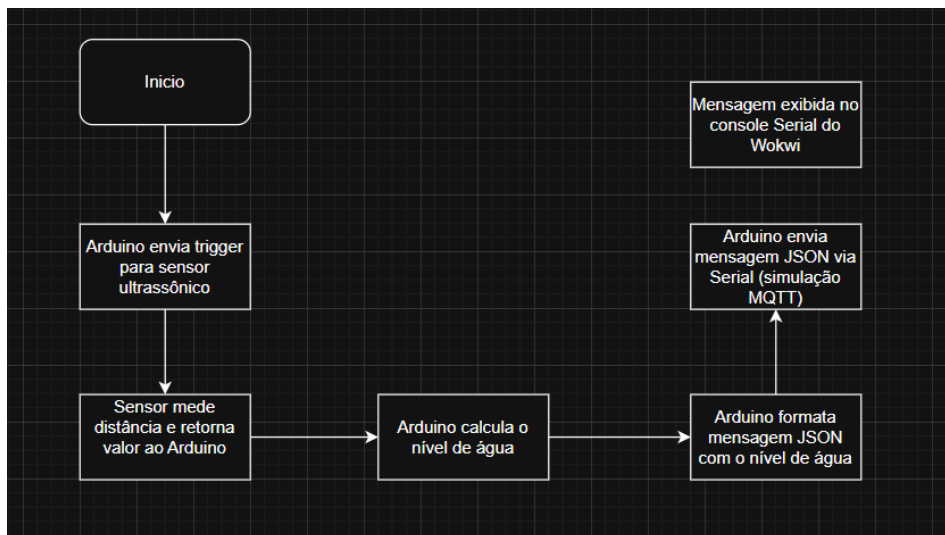 Inicio
Arduino envia trigger
para sensor
ultrassônico
Sensor mede
distância e retorna
valor ao Arduino
Arduino calcula o
nível de água
Arduino formata
mensagem JSON
com o nível de água
Arduino envia
mensagem JSON via
Serial (simulação
MQTT)
Mensagem exibida no
console Serial do
Wokwi